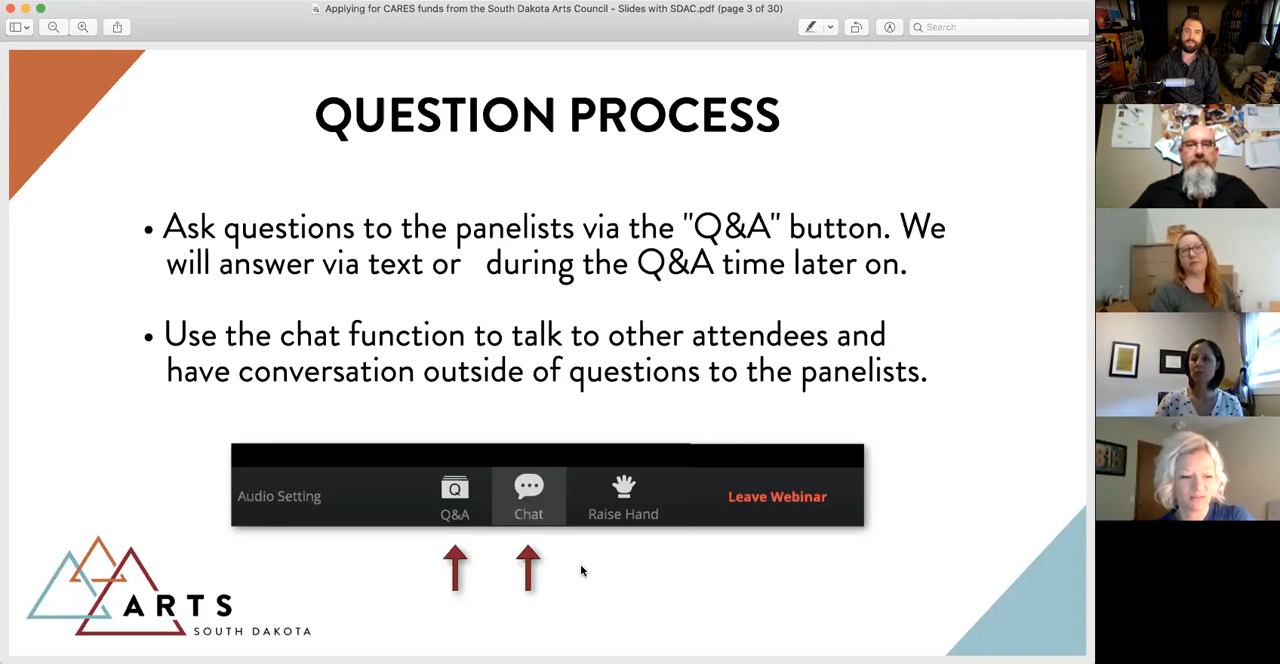 Applying for CARES funds from the South Dakota Arts Council - Slides with SDAC.pdf (page 3 of 30)
Search
QUESTION PROCESS
• Ask questions to the panelists via the "Q&A" button. We
will answer via text or during the Q&A time later on.
• Use the chat function to talk to other attendees and
have conversation outside of questions to the panelists.
Audio Setting
Q
Q&A
Chat
Raise Hand
Leave Webinar
ARTS
SOUTH DAKOTA